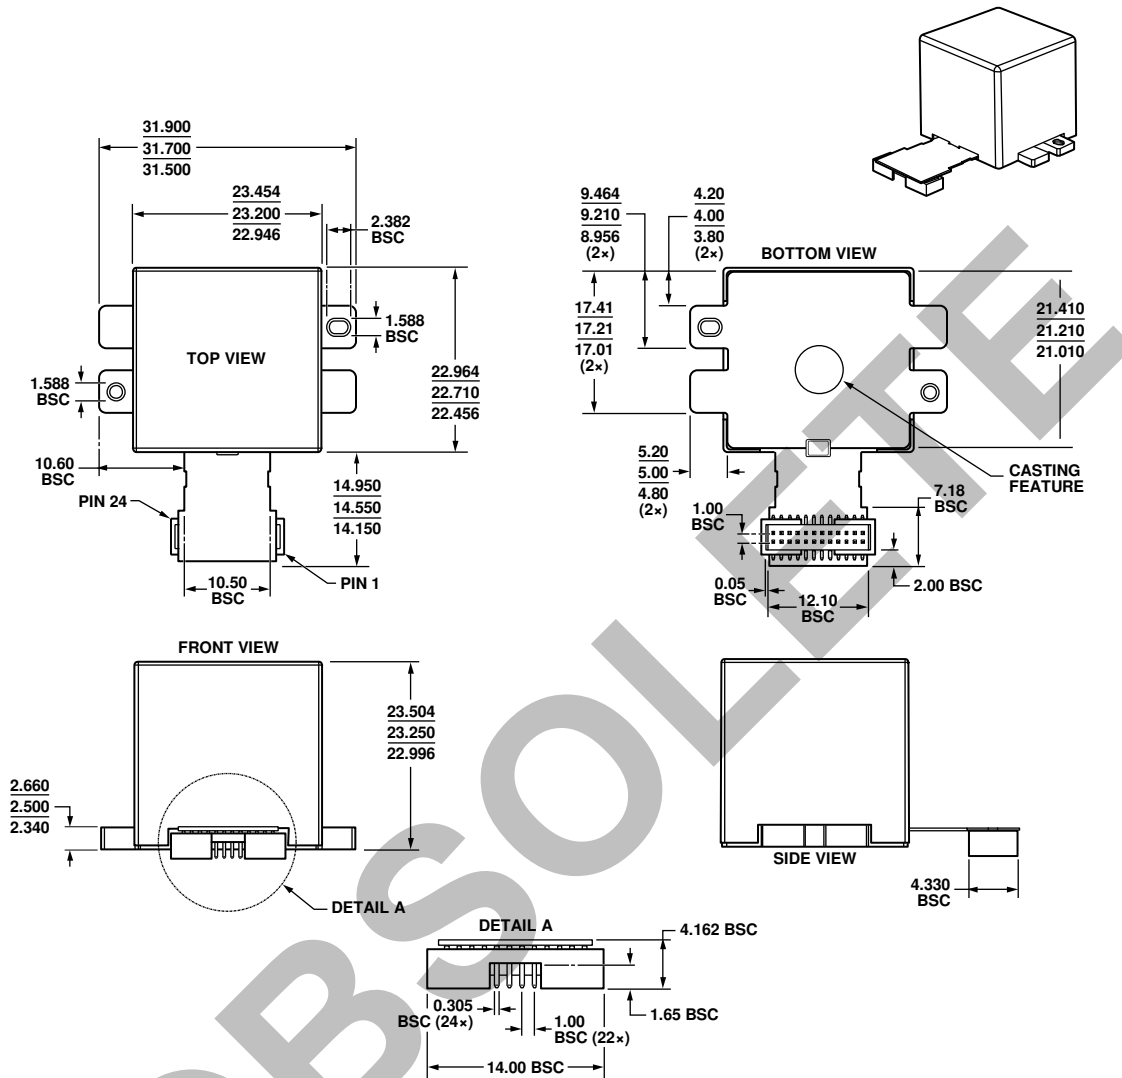 31.900
31.700
31.500
23.454
23.200
22.946
2.382
BSC
1.588
BSC
TOP VIEW
1.588
BSC
22.964
22.710
22.456
10.60
BSC
PIN 24
14.950
14.550
14.150
10.50
BSC
PIN 1
9.464
9.210
8.956
(2×)
4.20
4.00
3.80
(2×)
BOTTOM VIEW
17.41
17.21
17.01
(2×)
21.410
21.210
21.010
5.20
5.00
4.80
(2×)
CASTING
FEATURE
1.00
BSC
7.18
BSC
0.05
BSC
12.10
BSC
2.00 BSC
FRONT VIEW
23.504
23.250
22.996
2.660
2.500
2.340
DETAIL A
SIDE VIEW
4.330
BSC
DETAIL A
4.162 BSC
0.305
BSC (24×)
1.00
BSC (22×)
1.65 BSC
14.00 BSC
OBSOLETE